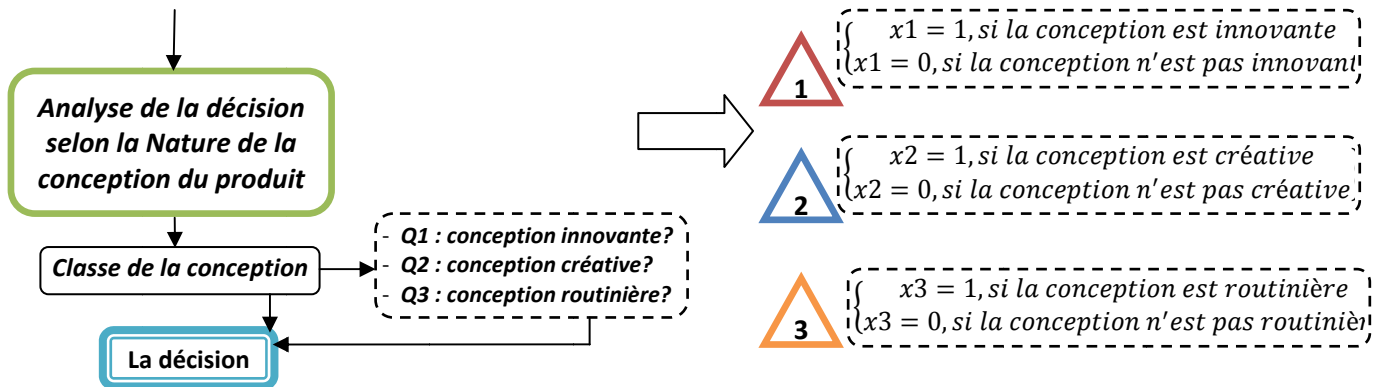 Analyse de la décision
selon la Nature de la
conception du produit
Classe de la conception
- Q1 : conception innovante?
- Q2 : conception créative?
- Q3 : conception routinière?
La décision
1
x1 = 1, si la conception est innovante
x1 = 0, si la conception n'est pas innovant
2
x2 = 1, si la conception est créative
x2 = 0, si la conception n'est pas créative
3
x3 = 1, si la conception est routinière
x3 = 0, si la conception n'est pas routiniè